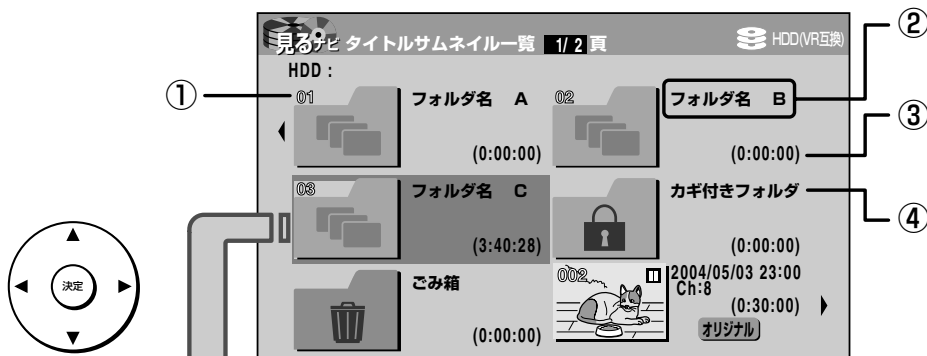 見るナビ タイトルサムネイル一覧 1/ 2 頁 HDD(VR互換)
HDD :
① 01 フォルダ名 A (0:00:00)
02 フォルダ名 B ②
(0:00:00) ③
03 フォルダ名 C (3:40:28)
カギ付きフォルダ ④
(0:00:00)
ごみ箱 (0:00:00)
002 2004/05/03 23:00
Ch:8
(0:30:00)
オリジナル
決定